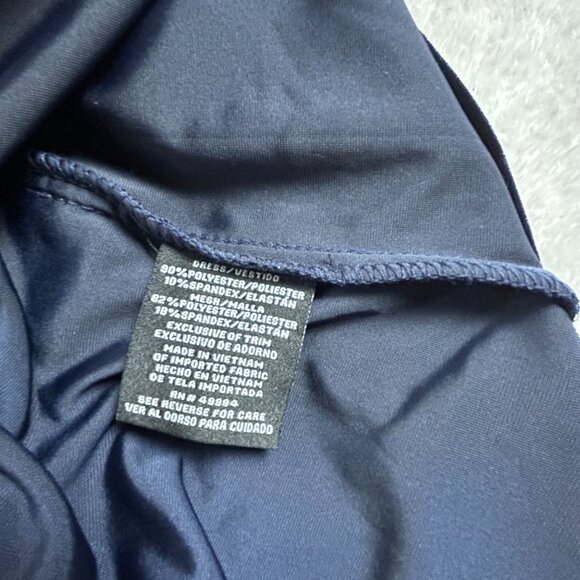 DRESS/VESTIDO
90%POLYESTER/POLIESTER
10%SPANDEX/ELASTÁN
MESH/MALLA
82%POLYESTER/POLIESTER
18%SPANDEX/ELASTÁN
EXCLUSIVE OF TRIM
EXCLUSIVO DE ADORNO
MADE IN VIETNAM
OF IMPORTED FABRIC
HECHO EN VIETNAM
DE TELA IMPORTADA
RN# 49994
SEE REVERSE FOR CARE
VER AL DORSO PARA CUIDADO